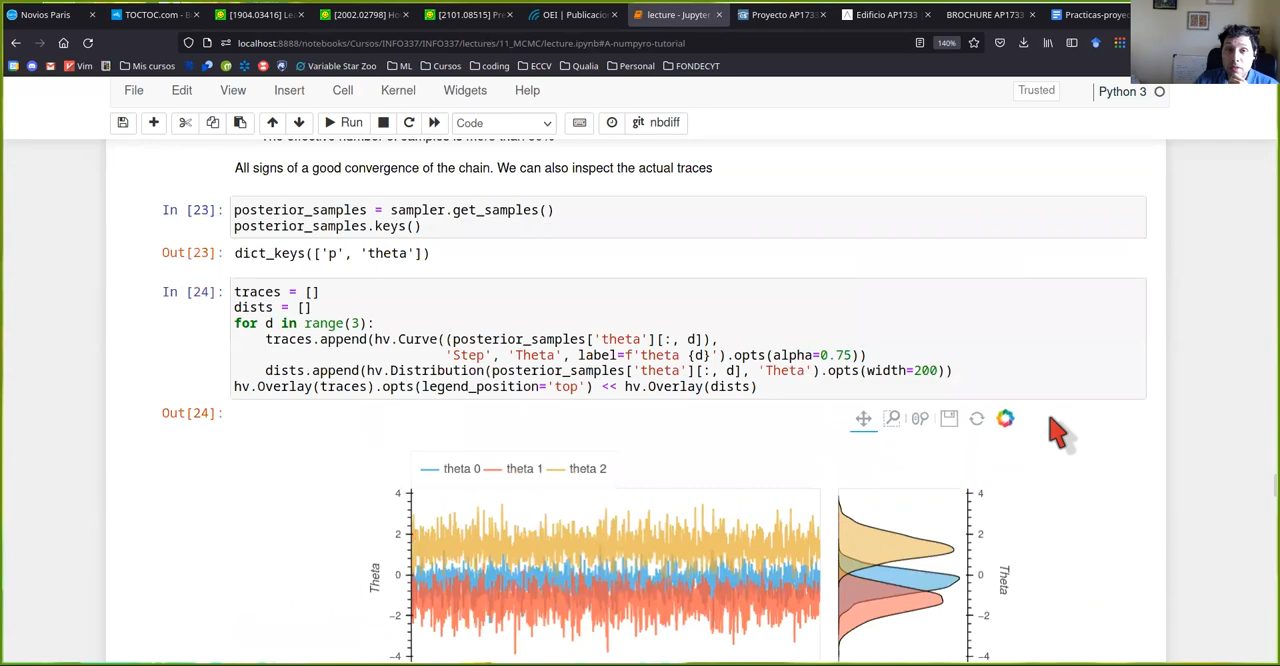 Novios Paris × TOCTOC.com - B × [1904.03416] Lea × [2002.02798] Ho × [2101.08515] Pre × OEI | Publicacion × lecture - Jupyter × Proyecto AP1733 × Edificio AP1733 × BROCHURE AP1733 × Practicas-proye
localhost:8888/notebooks/Cursos/INFO337/INFO337/lectures/11_MCMC/lecture.ipynb#A-numpyro-tutorial 140%
Vim Mis cursos Variable Star Zoo ML Cursos coding ECCV Qualia Personal FONDECYT
File Edit View Insert Cell Kernel Widgets Help Trusted Python 3
Run Code git nbdiff
All signs of a good convergence of the chain. We can also inspect the actual traces
In [23]: posterior_samples = sampler.get_samples()
posterior_samples.keys()
Out[23]: dict_keys(['p', 'theta'])
In [24]: traces = []
dists = []
for d in range(3):
traces.append(hv.Curve((posterior_samples['theta'][:, d]),
'Step', 'Theta', label=f'theta {d}').opts(alpha=0.75))
dists.append(hv.Distribution(posterior_samples['theta'][:, d], 'Theta').opts(width=200))
hv.Overlay(traces).opts(legend_position='top') << hv.Overlay(dists)
Out[24]:
theta 0 theta 1 theta 2
4 4
2 2
0 0
Theta Theta
-2 -2
-4 -4